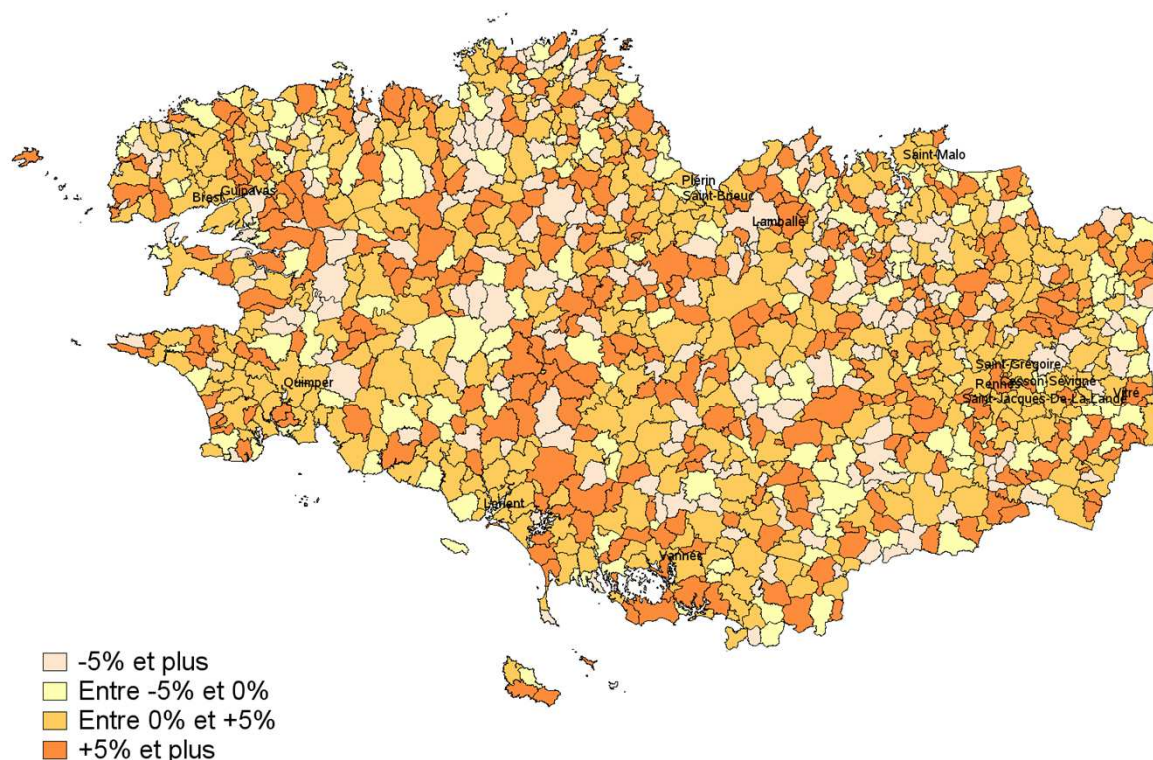 Saint-Malo
Plérin
Saint-Brieuc
Guipavas
Brest
Lamballe
Saint-Grégoire
Cesson-Sévigné
Quimper
Rennes
Vitré
Saint-Jacques-De-La-Lande
Lorient
Vannes
-5% et plus
Entre -5% et 0%
Entre 0% et +5%
+5% et plus